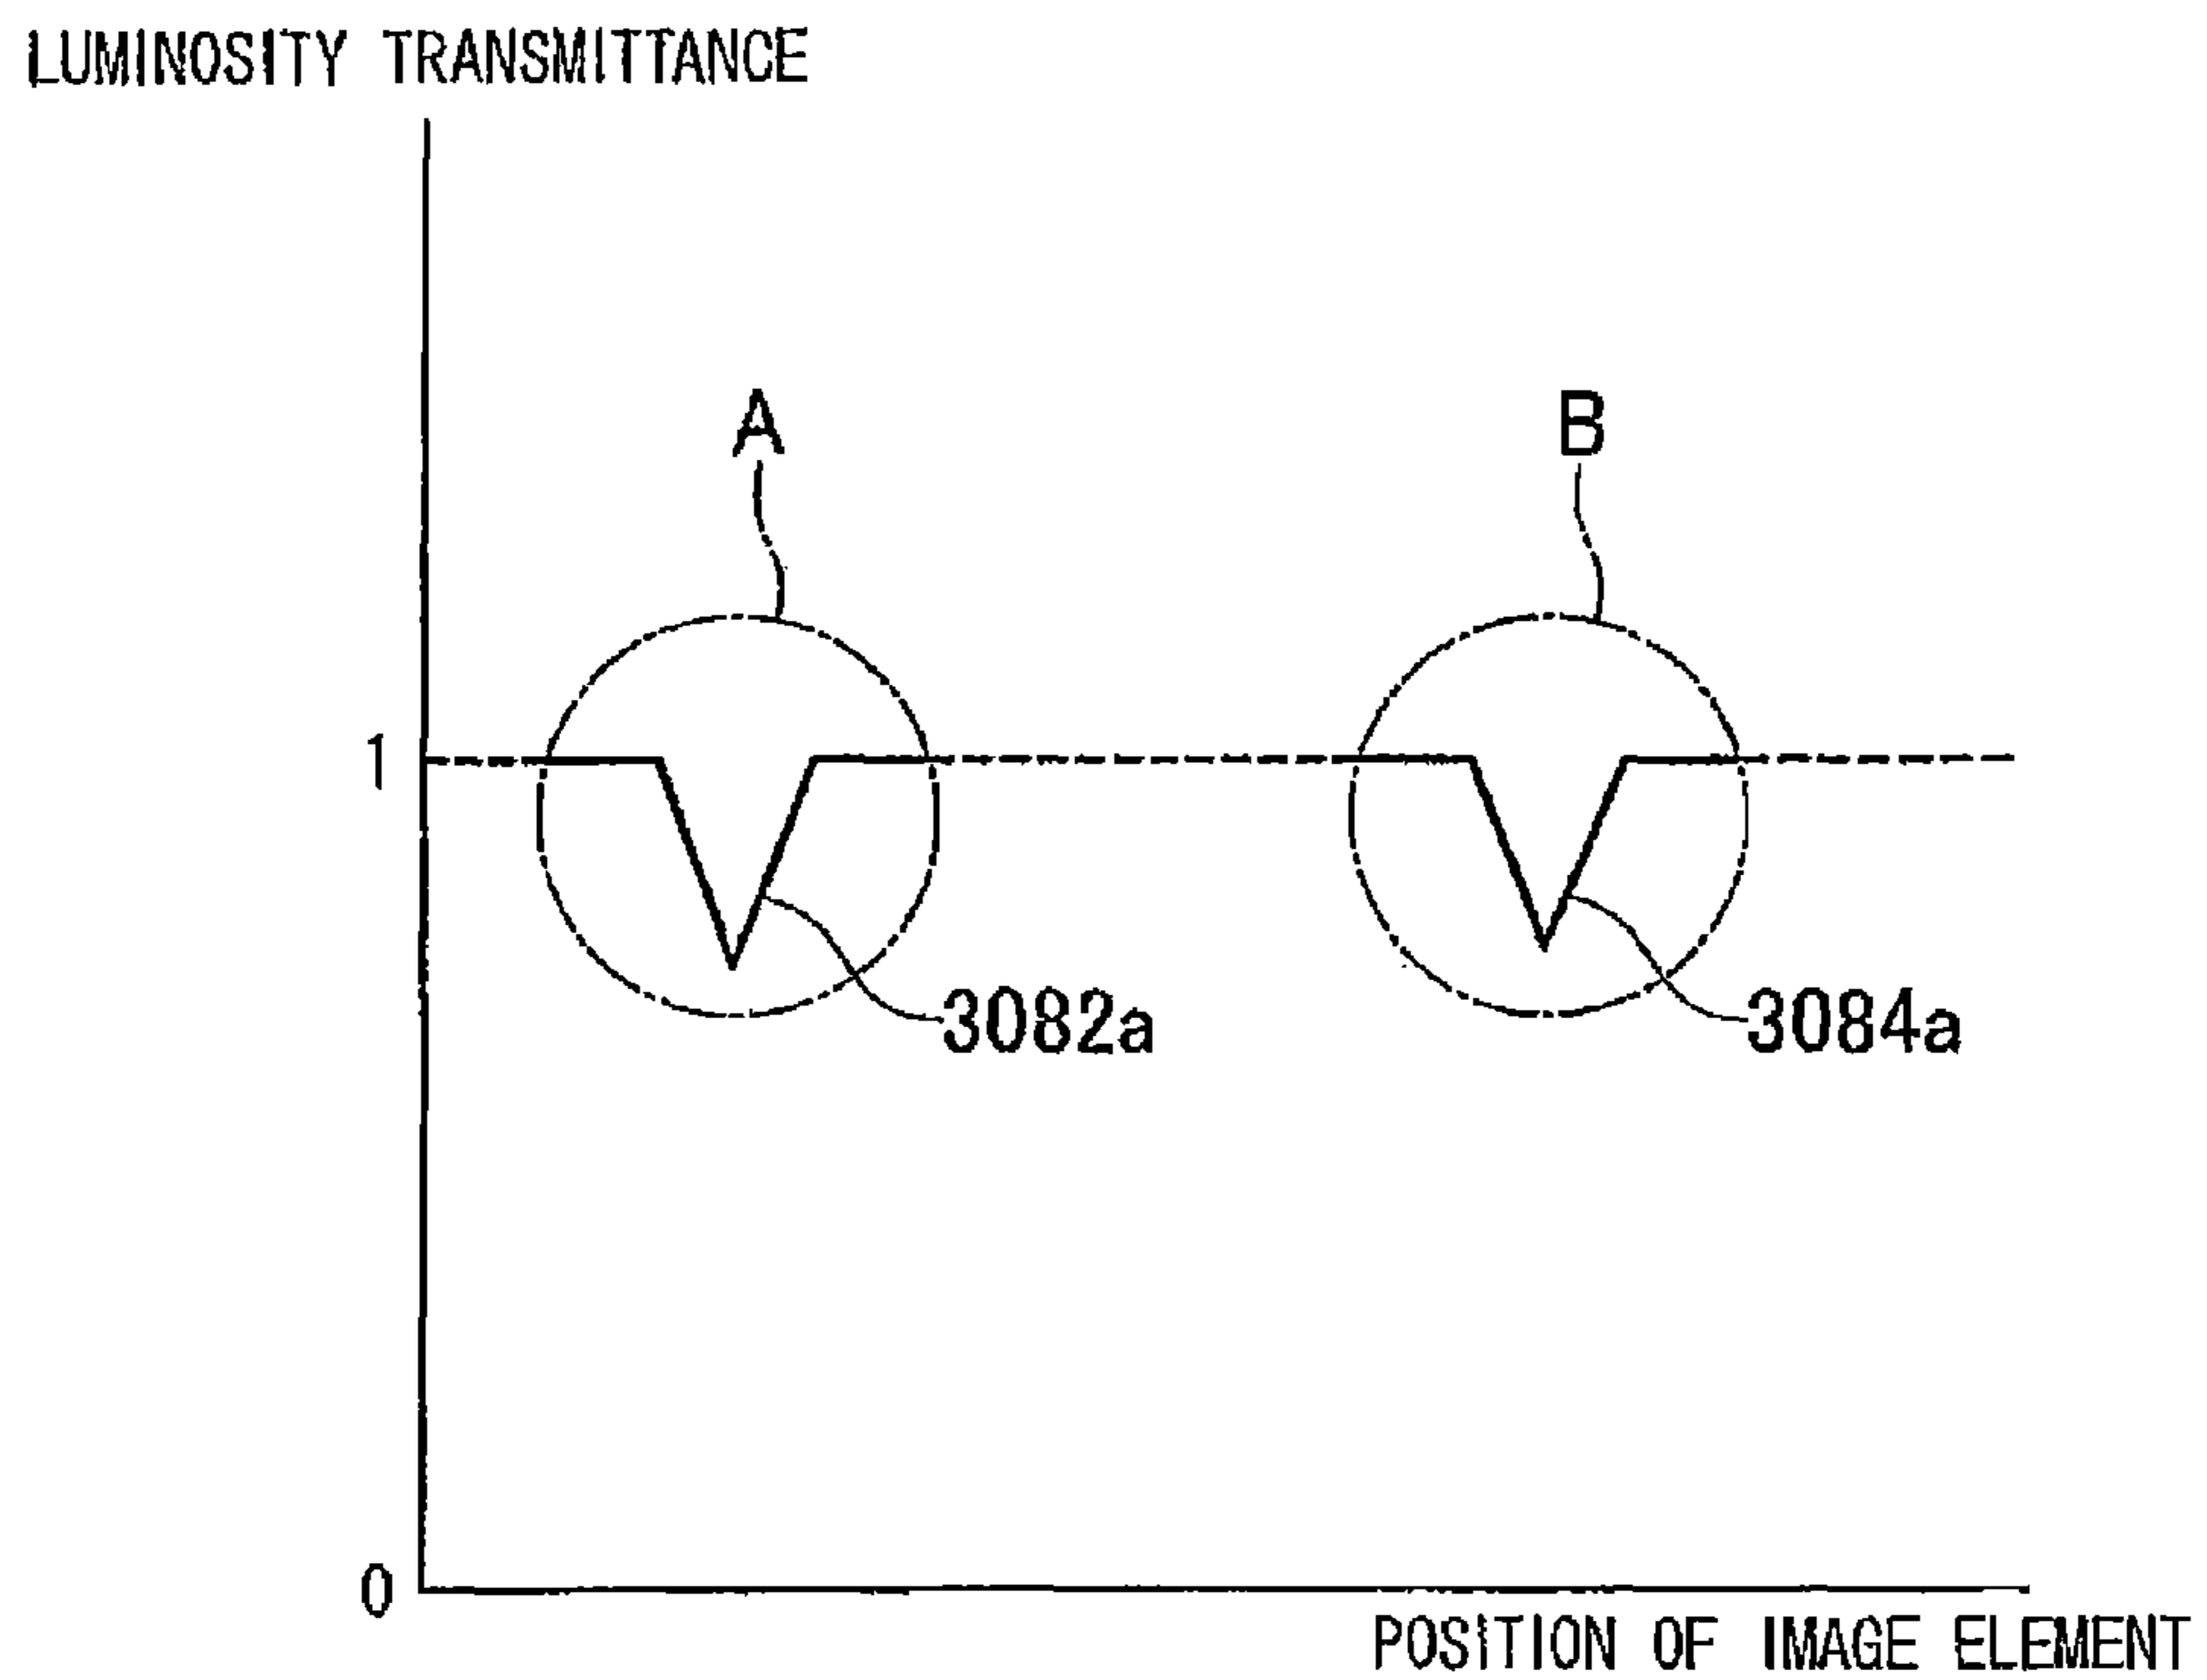 LUMINOSITY TRANSMITTANCE
A
B
1
3082a
3084a
0
POSITION OF IMAGE ELEMENT